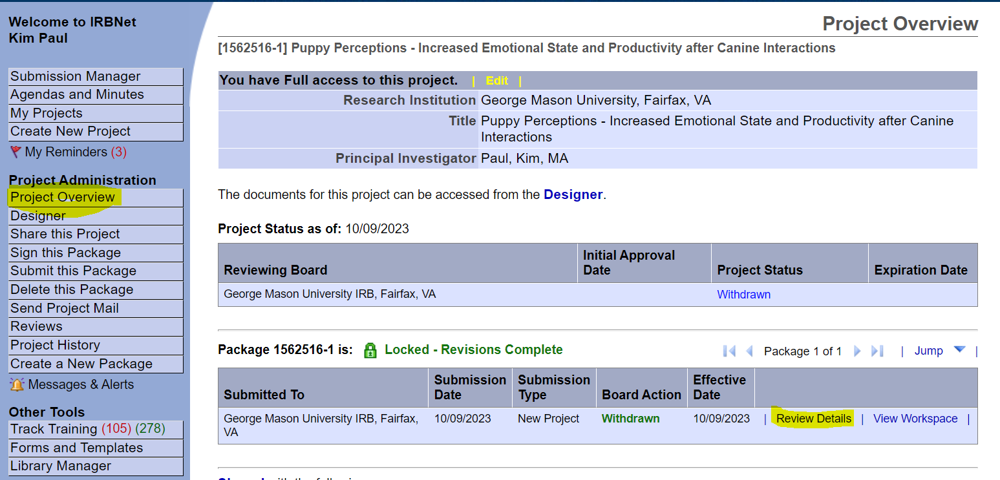 Welcome to IRBNet
Kim Paul
Submission Manager
Agendas and Minutes
My Projects
Create New Project
My Reminders (3)
Project Administration
Project Overview
Designer
Share this Project
Sign this Package
Submit this Package
Delete this Package
Send Project Mail
Reviews
Project History
Create a New Package
Messages & Alerts
Other Tools
Track Training (105) (278)
Forms and Templates
Library Manager
Project Overview
[1562516-1] Puppy Perceptions - Increased Emotional State and Productivity after Canine Interactions
You have Full access to this project. | Edit |
Research Institution George Mason University, Fairfax, VA
Title Puppy Perceptions - Increased Emotional State and Productivity after Canine
Interactions
Principal Investigator Paul, Kim, MA
The documents for this project can be accessed from the Designer.
Project Status as of: 10/09/2023
Reviewing Board Initial Approval Date Project Status Expiration Date
George Mason University IRB, Fairfax, VA Withdrawn
Package 1562516-1 is: Locked - Revisions Complete Package 1 of 1 | Jump |
Submitted To Submission Date Submission Type Board Action Effective Date
George Mason University IRB, Fairfax, 10/09/2023 New Project Withdrawn 10/09/2023 | Review Details | View Workspace |
VA